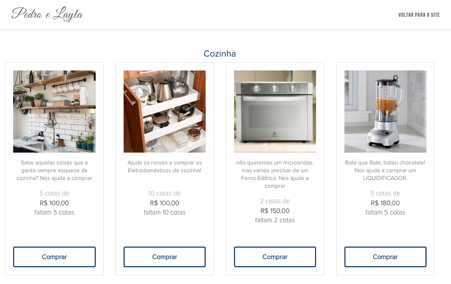 Pedro e Layla
VOLTAR PARA O SITE
Cozinha
Sabe aquelas coisas que a
gente sempre esquece da
cozinha? Nos ajude a comprar
5 cotas de
R$ 100,00
faltam 5 cotas
Comprar
Ajude os noivos a comprar os
Eletrodomésticos de cozinha!
10 cotas de
R$ 100,00
faltam 10 cotas
Comprar
não queremos um microondas,
mas vamos precisar de um
Forno Elétrico. Nos ajude a
comprar
2 cotas de
R$ 150,00
faltam 2 cotas
Comprar
Bate que Bate, bateu chocolate!
Nos ajude a comprar um
LIQUIDIFICADOR.
5 cotas de
R$ 180,00
faltam 5 cotas
Comprar